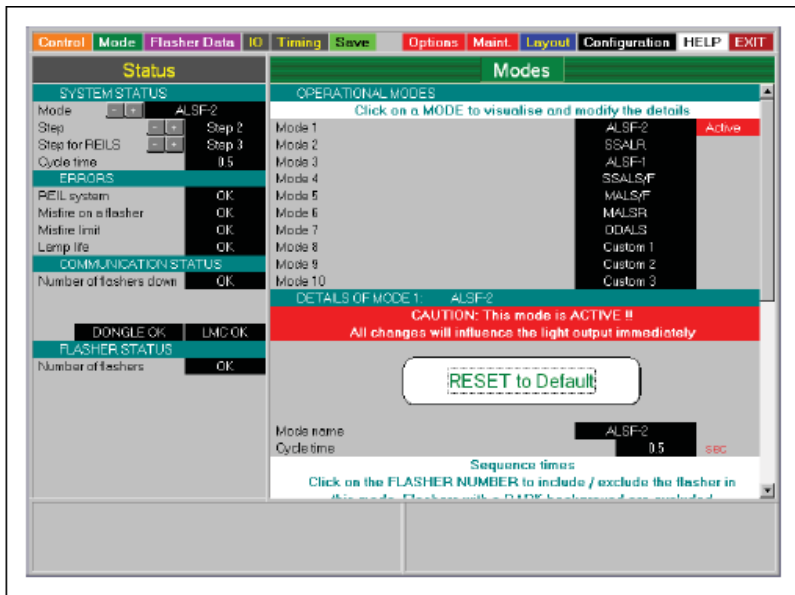 Control Mode Flasher Data IO Timing Save Options Maint. Layout Configuration HELP EXIT
Status
SYSTEM STATUS
Mode - + ALSF-2
Step - + Step 2
Step for REILS - + Step 3
Cycle time 0.5
ERRORS
REIL system OK
Misfire on a flasher OK
Misfire limit OK
Lamp life OK
COMMUNICATION STATUS
Number of flashers down OK
DONGLE OK LMC OK
FLASHER STATUS
Number of flashers OK
Modes
OPERATIONAL MODES
Click on a MODE to visualise and modify the details
Mode 1 ALSF-2 Active
Mode 2 SSALR
Mode 3 ALSF-1
Mode 4 SSALS/F
Mode 5 MALS/F
Mode 6 MALSR
Mode 7 ODALS
Mode 8 Custom 1
Mode 9 Custom 2
Mode 10 Custom 3
DETAILS OF MODE 1: ALSF-2
CAUTION: This mode is ACTIVE !!
All changes will influence the light output immediately
RESET to Default
Mode name ALSF-2
Cycle time 0.5 sec
Sequence times
Click on the FLASHER NUMBER to include / exclude the flasher in
this mode. Flashers with a DARK background are excluded